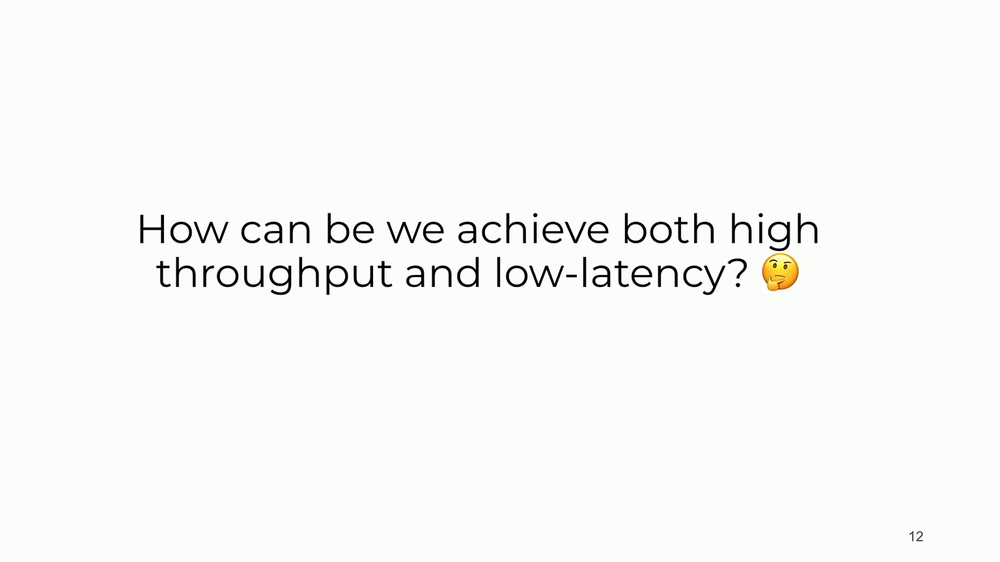 How can be we achieve both high
throughput and low-latency? 🤔
12